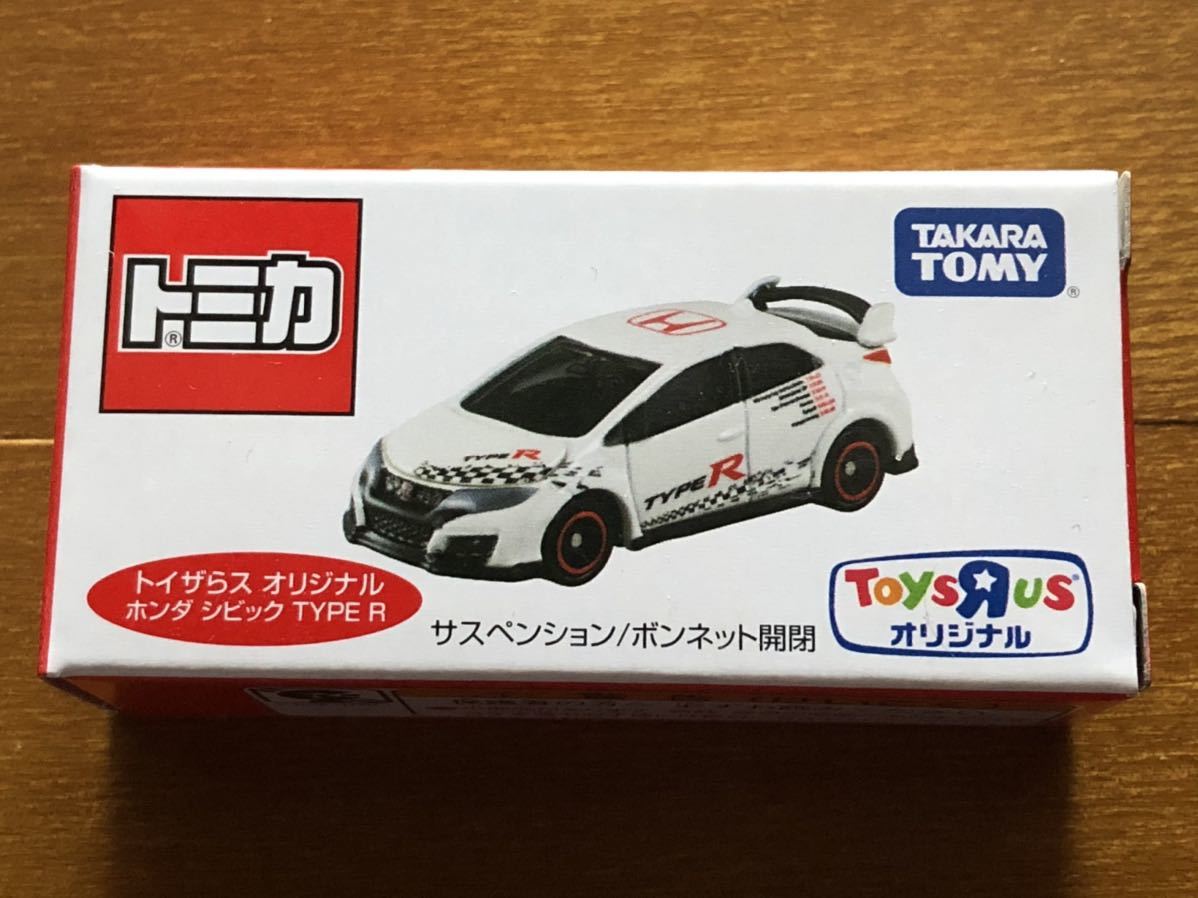 トミカ®
TAKARA
TOMY®
TYPE R
TYPE R
トイザらス オリジナル
ホンダ シビック TYPE R
サスペンション/ボンネット開閉
ToysЯus®
オリジナル